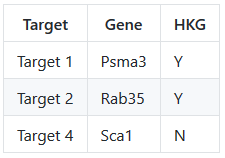 Target Gene HKG
Target 1 Psma3 Y
Target 2 Rab35 Y
Target 4 Sca1 N